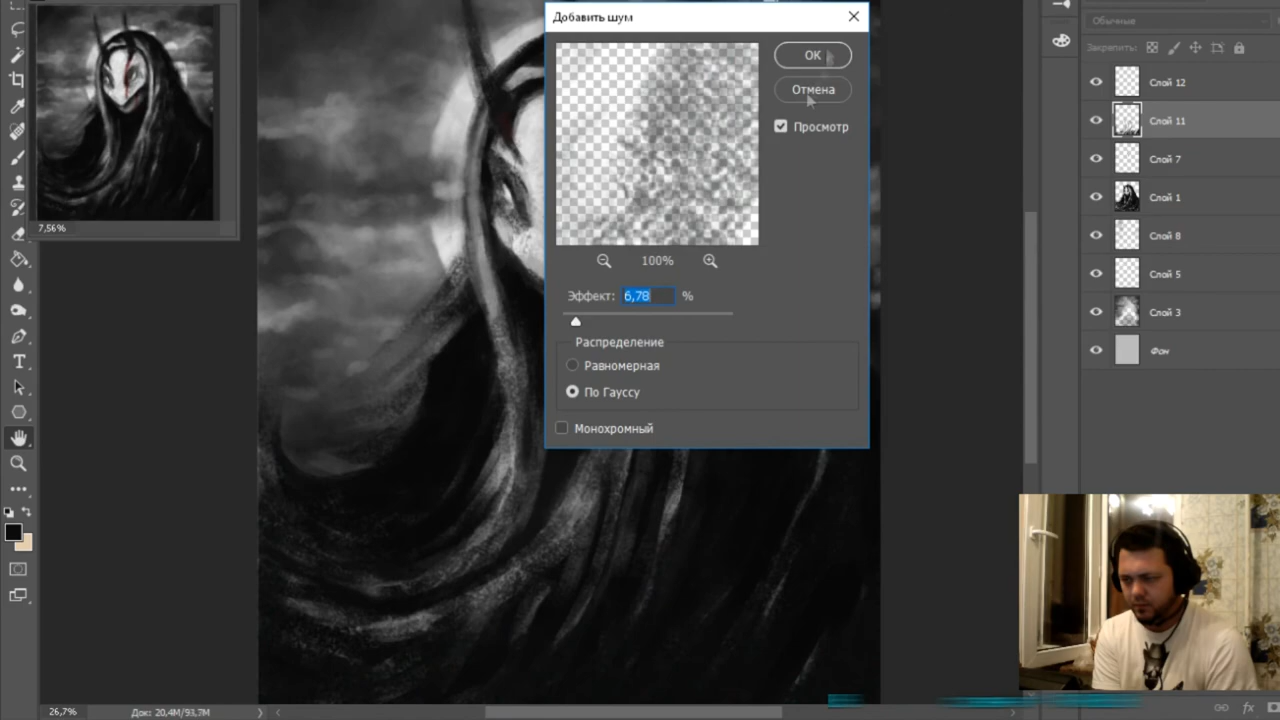 Добавить шум
OK
Отмена
Просмотр
100%
Эффект: 6,78 %
Распределение
Равномерная
По Гауссу
Монохромный
7,56%
Обычные
Закрепить:
Слой 12
Слой 11
Слой 7
Слой 1
Слой 8
Слой 5
Слой 3
Фон
fx
26,7%
Док: 20,4M/93,7M